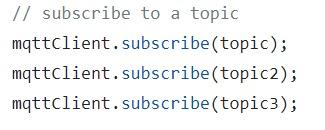 // subscribe to a topic
mqttClient.subscribe(topic);
mqttClient.subscribe(topic2);
mqttClient.subscribe(topic3);